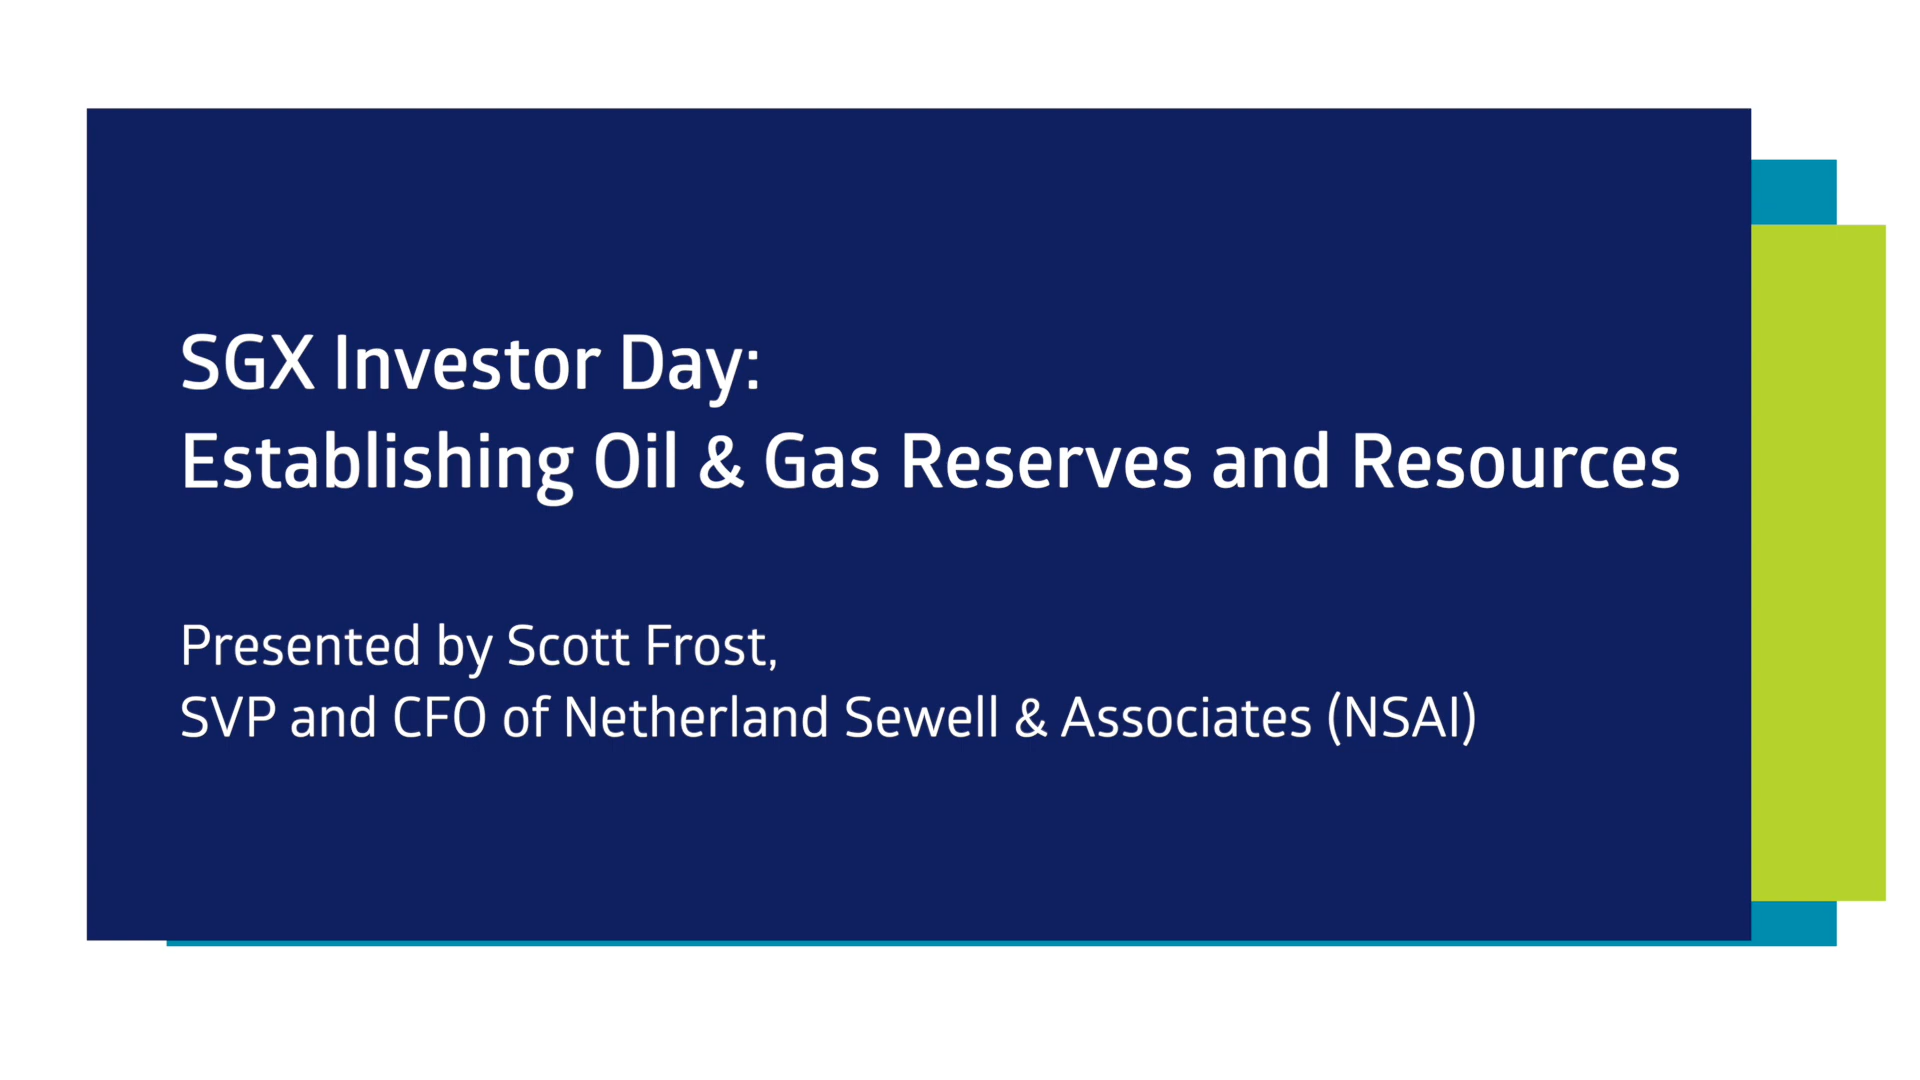 SGX Investor Day:
Establishing Oil & Gas Reserves and Resources
Presented by Scott Frost,
SVP and CFO of Netherland Sewell & Associates (NSAI)